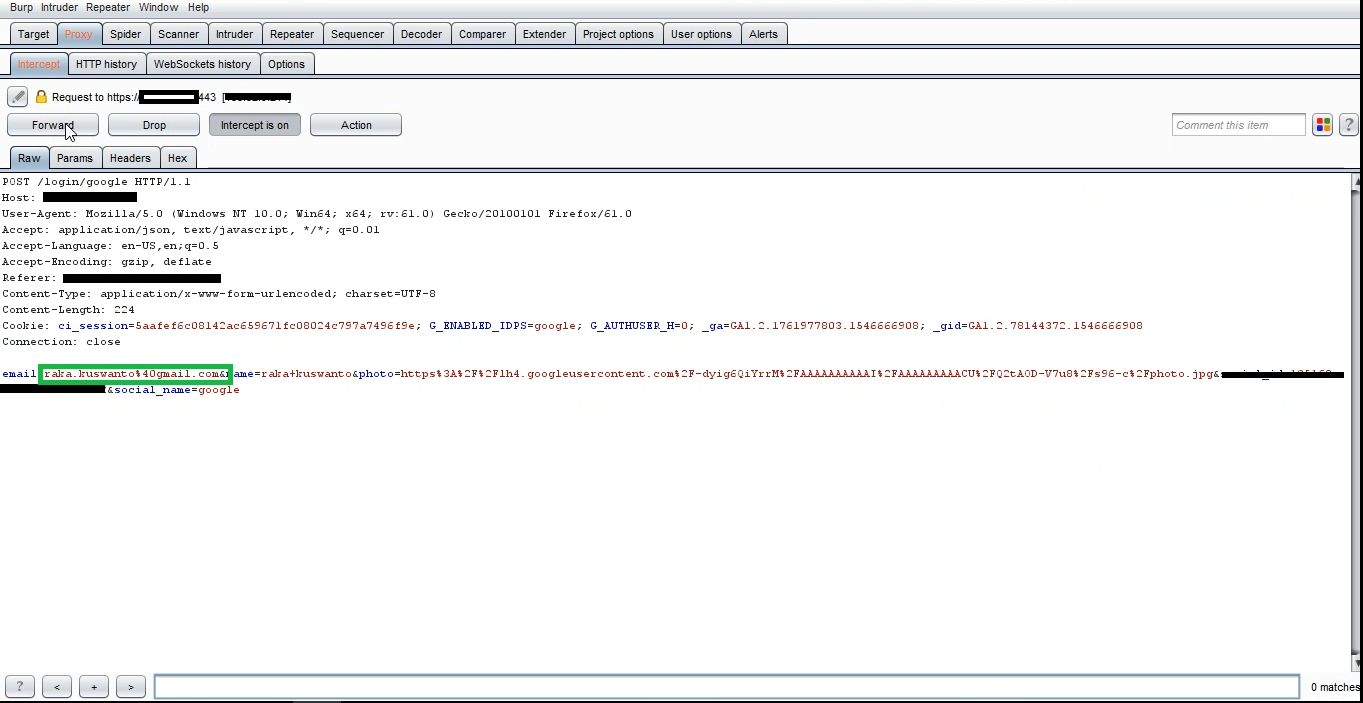 Burp Intruder Repeater Window Help
Target Proxy Spider Scanner Intruder Repeater Sequencer Decoder Comparer Extender Project options User options Alerts
Intercept HTTP history WebSockets history Options
Request to https:// 443 [
Forward Drop Intercept is on Action Comment this item ?
Raw Params Headers Hex
POST /login/google HTTP/1.1
Host:
User-Agent: Mozilla/5.0 (Windows NT 10.0; Win64; x64; rv:61.0) Gecko/20100101 Firefox/61.0
Accept: application/json, text/javascript, */*; q=0.01
Accept-Language: en-US,en;q=0.5
Accept-Encoding: gzip, deflate
Referer:
Content-Type: application/x-www-form-urlencoded; charset=UTF-8
Content-Length: 224
Cookie: ci_session=5aafef6c08142ac659671fc08024c797a7496f9e; G_ENABLED_IDPS=google; G_AUTHUSER_H=0; _ga=GA1.2.1761977803.1546666908; _gid=GA1.2.78144372.1546666908
Connection: close
email raka.kuswanto%40gmail.com&name=raka+kuswanto&photo=https%3A%2F%2Flh4.googleusercontent.com%2F-dyig6QiYrrM%2FAAAAAAAAAAI%2FAAAAAAAAACU%2FQ2tA0D-V7u8%2Fs96-c%2Fphoto.jpg&
&social_name=google
? < + > 0 matches